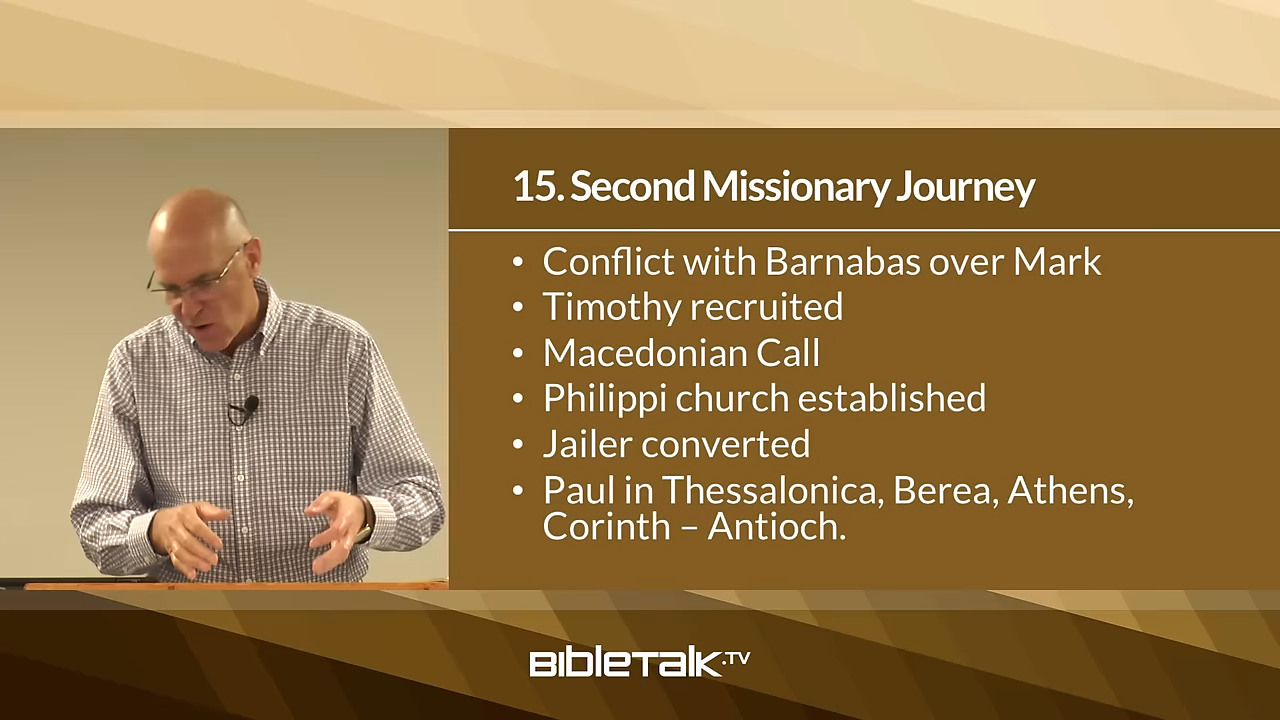 15. Second Missionary Journey
• Conflict with Barnabas over Mark
• Timothy recruited
• Macedonian Call
• Philippi church established
• Jailer converted
• Paul in Thessalonica, Berea, Athens,
Corinth – Antioch.
BibleTalk.TV